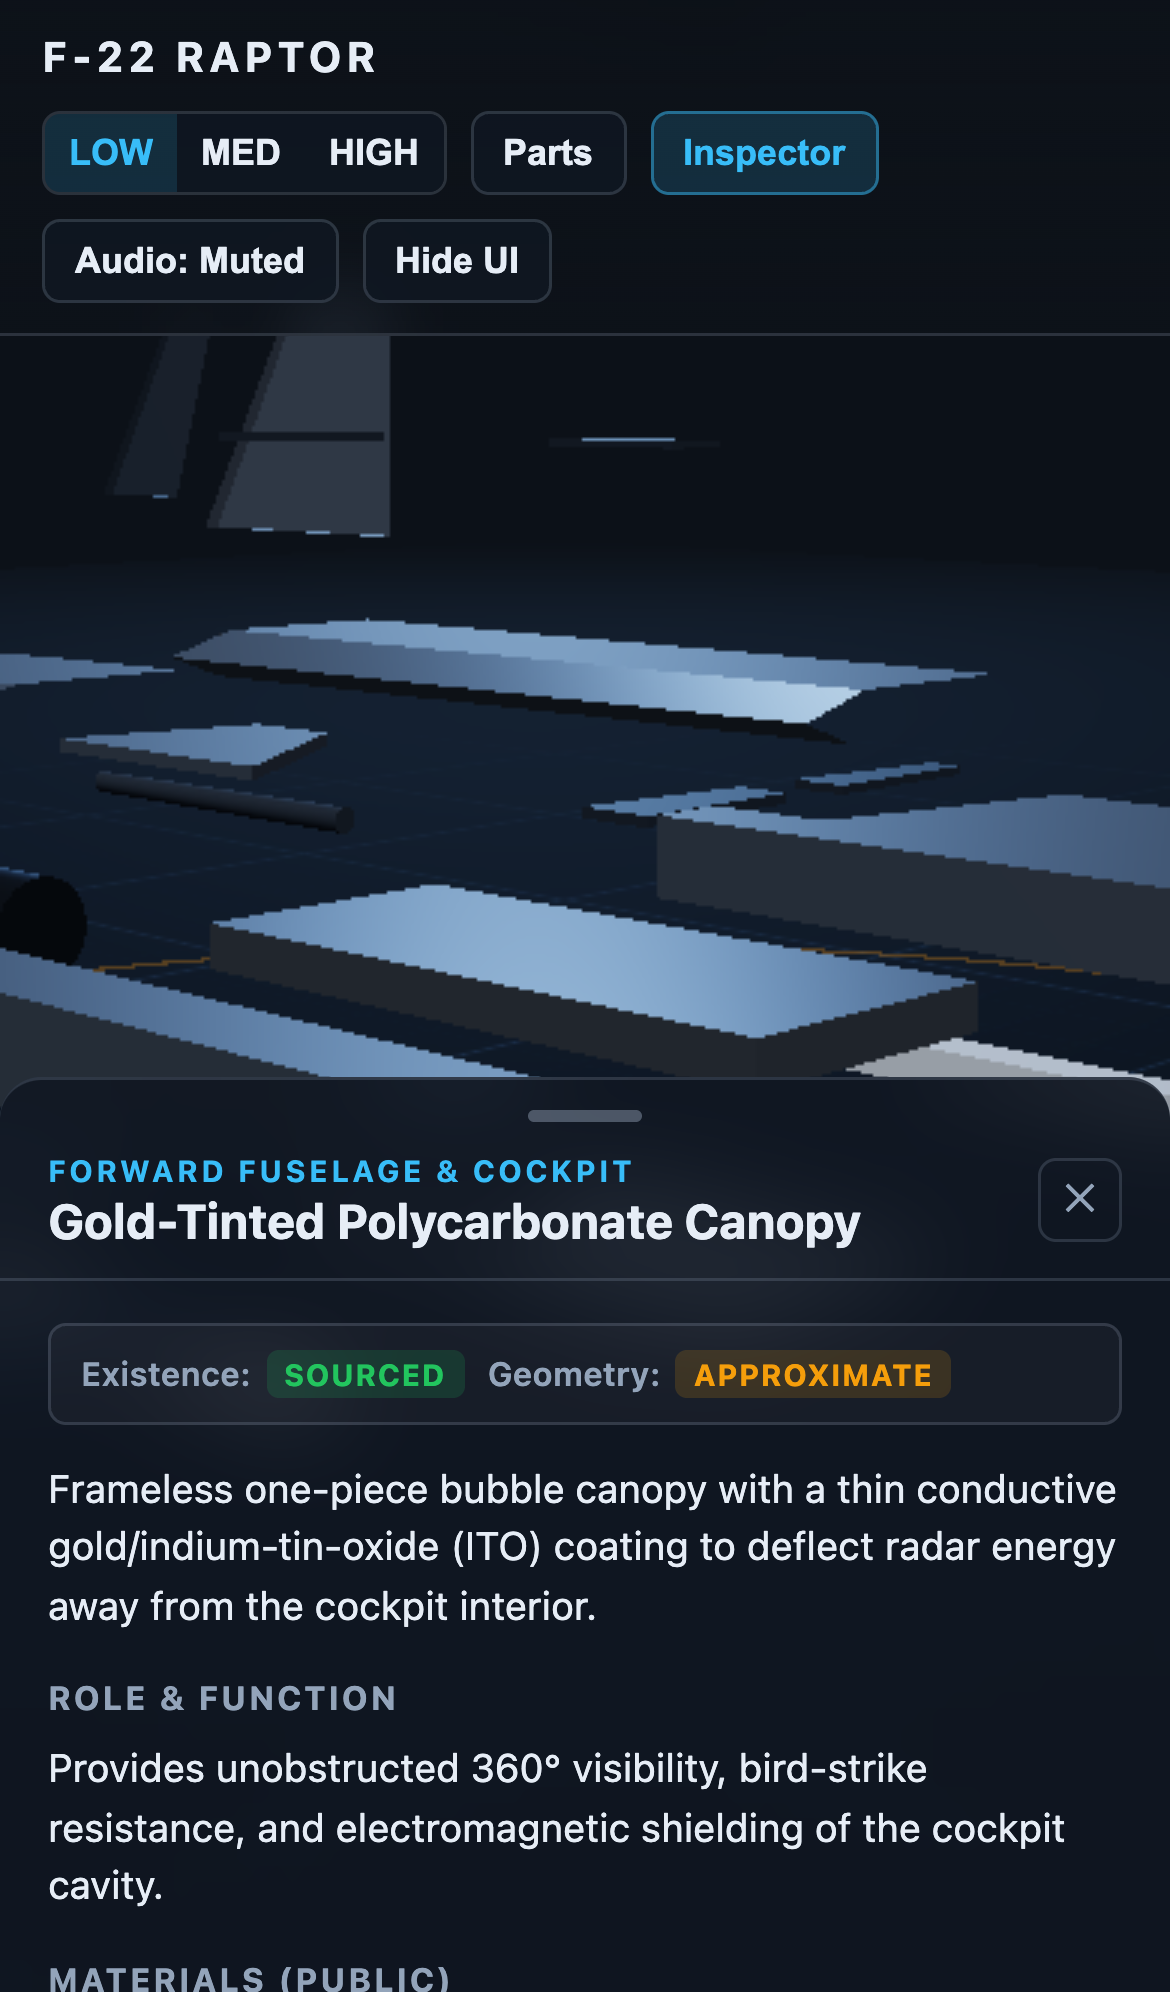 F-22 RAPTOR
LOW MED HIGH Parts Inspector
Audio: Muted Hide UI
FORWARD FUSELAGE & COCKPIT
Gold-Tinted Polycarbonate Canopy
Existence: SOURCED Geometry: APPROXIMATE
Frameless one-piece bubble canopy with a thin conductive
gold/indium-tin-oxide (ITO) coating to deflect radar energy
away from the cockpit interior.
ROLE & FUNCTION
Provides unobstructed 360° visibility, bird-strike
resistance, and electromagnetic shielding of the cockpit
cavity.
MATERIALS (PUBLIC)